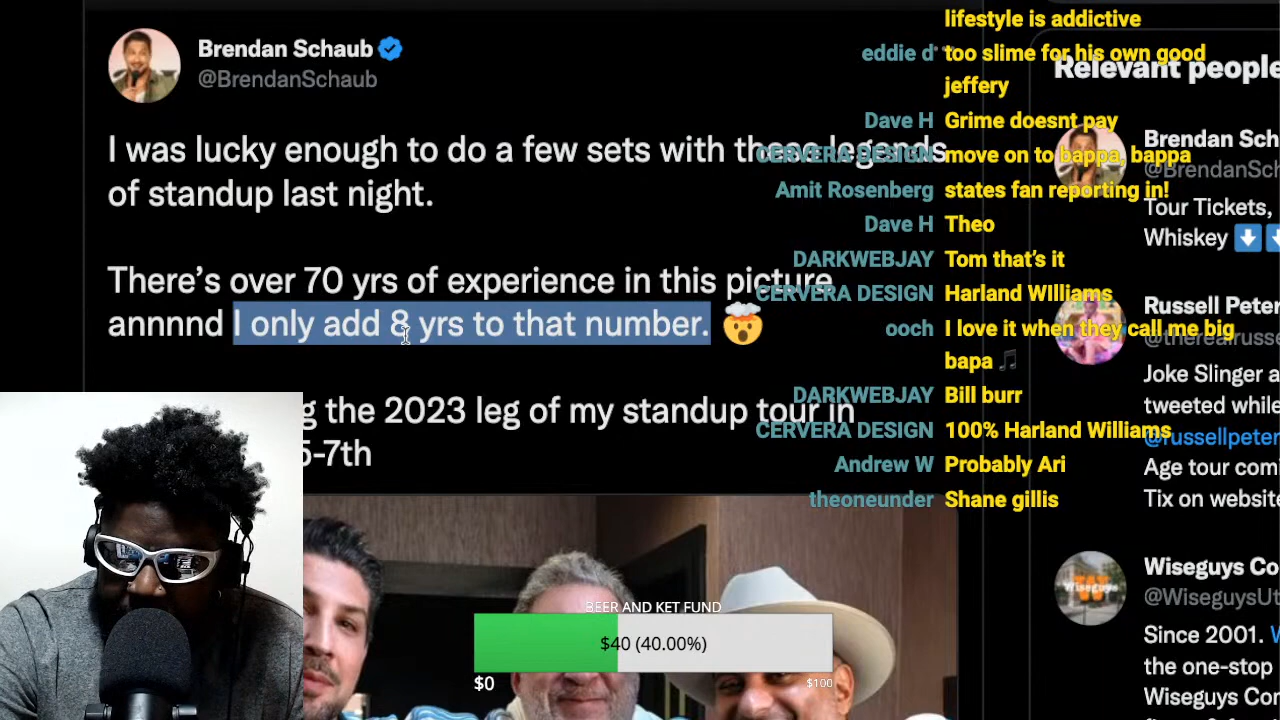 Brendan Schaub
@BrendanSchaub
I was lucky enough to do a few sets with these legends
of standup last night.
There’s over 70 yrs of experience in this picture
annnnd I only add 8 yrs to that number. 🤯
g the 2023 leg of my standup tour in
5-7th
lifestyle is addictive
eddie d too slime for his own good
jeffery
Dave H Grime doesnt pay
CERVERA DESIGN move on to bappa, bappa
Amit Rosenberg states fan reporting in!
Dave H Theo
DARKWEBJAY Tom that’s it
CERVERA DESIGN Harland WIlliams
ooch I love it when they call me big
bapa 🎵
DARKWEBJAY Bill burr
CERVERA DESIGN 100% Harland Williams
Andrew W Probably Ari
theoneunder Shane gillis
Relevant people
Brendan Sch
@BrendanSch
Tour Tickets,
Whiskey ⬇️
Russell Peter
@therealrusse
Joke Slinger a
tweeted while
@russellpeter
Age tour comi
Tix on website
Wiseguys Co
@WiseguysUt
Since 2001.
the one-stop
Wiseguys Con
BEER AND KET FUND
$40 (40.00%)
$0 $100